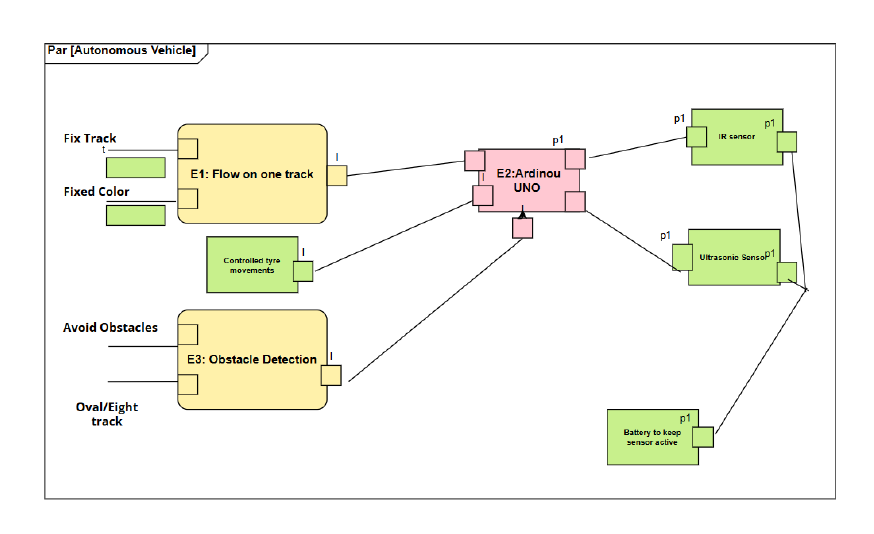 Par [Autonomous Vehicle]
Fix Track
t
Fixed Color
E1: Flow on one track
I
p1
E2:Ardinou
UNO
I
p1
IR sensor
p1
Controlled tyre
movements
I
p1
Ultrasonic Sensor
p1
Avoid Obstacles
E3: Obstacle Detection
I
Oval/Eight
track
p1
Battery to keep
sensor active